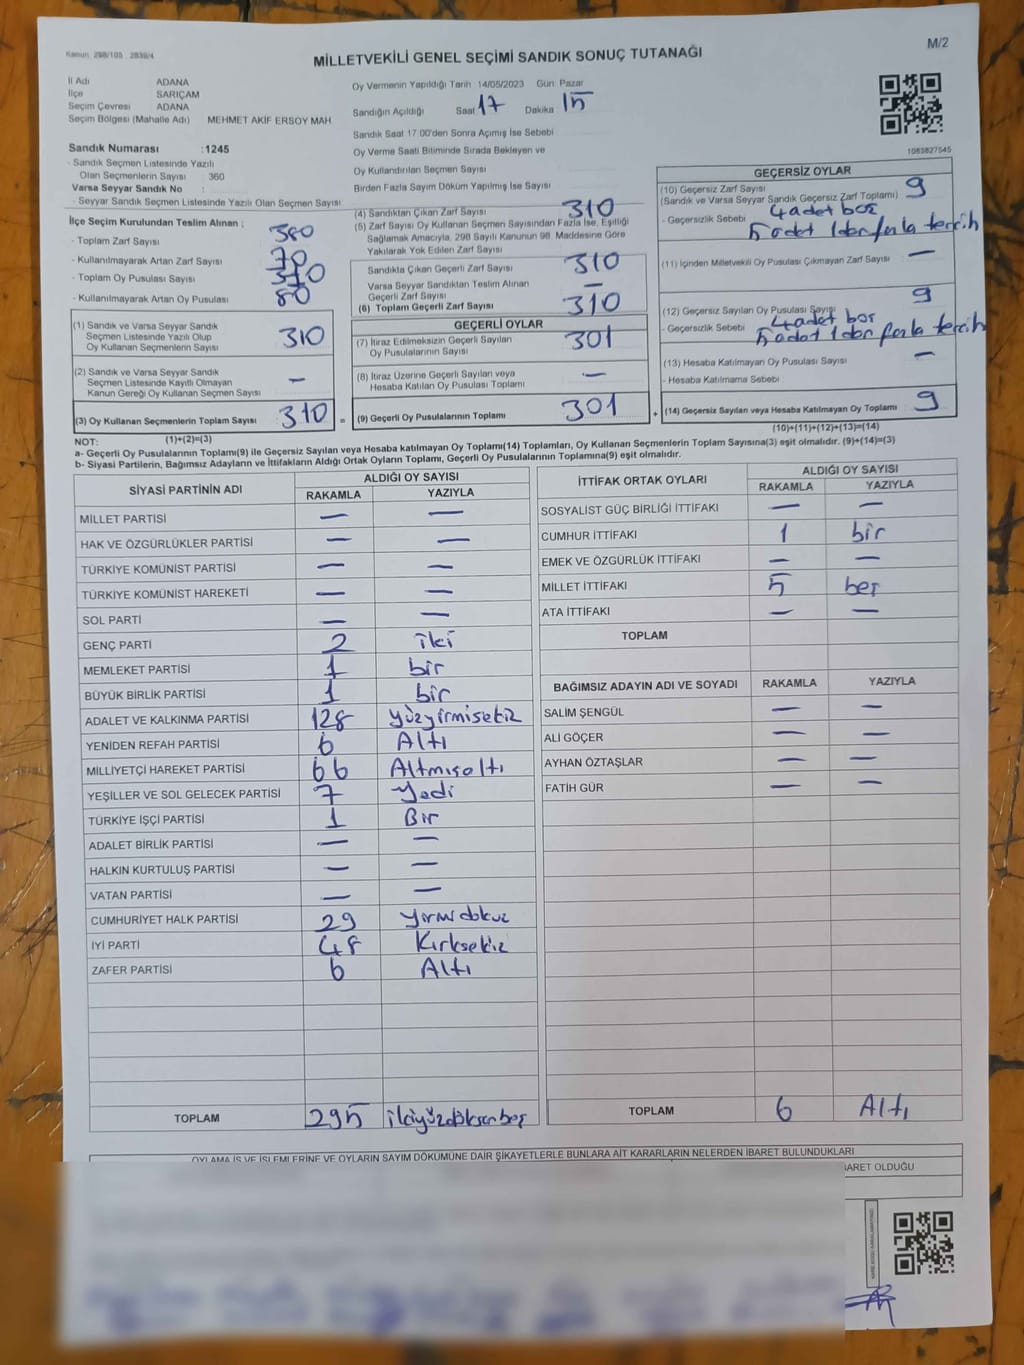 Kanun: 298/105 : 2839/4
M/2
MİLLETVEKİLİ GENEL SEÇİMİ SANDIK SONUÇ TUTANAĞI
İl Adı ADANA
İlçe SARIÇAM
Seçim Çevresi ADANA
Seçim Bölgesi (Mahalle Adı) MEHMET AKİF ERSOY MAH.
Sandık Numarası : 1245
- Sandık Seçmen Listesinde Yazılı
Olan Seçmenlerin Sayısı : 360
Varsa Seyyar Sandık No :
- Seyyar Sandık Seçmen Listesinde Yazılı Olan Seçmen Sayısı
Oy Vermenin Yapıldığı Tarih 14/05/2023 Gün: Pazar
Sandığın Açıldığı Saat 17 Dakika 15
Sandık Saat 17:00'den Sonra Açımış İse Sebebi
Oy Verme Saati Bitiminde Sırada Bekleyen ve
Oy Kullandırılan Seçmen Sayısı
Birden Fazla Sayım Döküm Yapılmış İse Sayısı
1083827545
İlçe Seçim Kurulundan Teslim Alınan ;
- Toplam Zarf Sayısı 380
- Kullanılmayarak Artan Zarf Sayısı 70
- Toplam Oy Pusulası Sayısı
- Kullanılmayarak Artan Oy Pusulası 80
(1) Sandık ve Varsa Seyyar Sandık
Seçmen Listesinde Yazılı Olup
Oy Kullanan Seçmenlerin Sayısı 310
(2) Sandık ve Varsa Seyyar Sandık
Seçmen Listesinde Kayıtlı Olmayan
Kanun Gereği Oy Kullanan Seçmen Sayısı —
(3) Oy Kullanan Seçmenlerin Toplam Sayısı 310 =
(4) Sandıktan Çıkan Zarf Sayısı 310
(5) Zarf Sayısı Oy Kullanan Seçmen Sayısından Fazla İse, Eşitliği
Sağlamak Amacıyla, 298 Sayılı Kanunun 98. Maddesine Göre
Yakılarak Yok Edilen Zarf Sayısı
Sandıkta Çıkan Geçerli Zarf Sayısı 310
Varsa Seyyar Sandıktan Teslim Alınan
Geçerli Zarf Sayısı —
(6) Toplam Geçerli Zarf Sayısı 310
GEÇERLİ OYLAR
(7) İtiraz Edilmeksizin Geçerli Sayılan
Oy Pusulalarının Sayısı 301
(8) İtiraz Üzerine Geçerli Sayılan veya
Hesaba Katılan Oy Pusulası Toplamı —
(9) Geçerli Oy Pusulalarının Toplamı 301 +
GEÇERSİZ OYLAR
(10) Geçersiz Zarf Sayısı 9
(Sandık ve Varsa Seyyar Sandık Geçersiz Zarf Toplamı)
- Geçersizlik Sebebi 4 adet boş
5 adet 1 den fazla tercih
(11) İçinden Milletvekili Oy Pusulası Çıkmayan Zarf Sayısı —
(12) Geçersiz Sayılan Oy Pusulası Sayısı 9
- Geçersizlik Sebebi 4 adet boş
5 adet 1 den fazla tercih
(13) Hesaba Katılmayan Oy Pusulası Sayısı —
- Hesaba Katılmama Sebebi
(14) Geçersiz Sayılan veya Hesaba Katılmayan Oy Toplamı 9
NOT: (1)+(2)=(3)
(10)+(11)+(12)+(13)=(14)
a- Geçerli Oy Pusulalarının Toplamı(9) ile Geçersiz Sayılan veya Hesaba katılmayan Oy Toplamı(14) Toplamları, Oy Kullanan Seçmenlerin Toplam Sayısına(3) eşit olmalıdır. (9)+(14)=(3)
b- Siyasi Partilerin, Bağımsız Adayların ve İttifakların Aldığı Ortak Oyların Toplamı, Geçerli Oy Pusulalarının Toplamına(9) eşit olmalıdır.
SİYASİ PARTİNİN ADI ALDIĞI OY SAYISI
RAKAMLA YAZIYLA
MİLLET PARTİSİ — —
HAK VE ÖZGÜRLÜKLER PARTİSİ — —
TÜRKİYE KOMÜNİST PARTİSİ — —
TÜRKİYE KOMÜNİST HAREKETİ — —
SOL PARTİ — —
GENÇ PARTİ 2 iki
MEMLEKET PARTİSİ 1 bir
BÜYÜK BİRLİK PARTİSİ 1 bir
ADALET VE KALKINMA PARTİSİ 128 yüzyirmisekiz
YENİDEN REFAH PARTİSİ 6 Altı
MİLLİYETÇİ HAREKET PARTİSİ 66 Altmışaltı
YEŞİLLER VE SOL GELECEK PARTİSİ 7 Yedi
TÜRKİYE İŞÇİ PARTİSİ 1 Bir
ADALET BİRLİK PARTİSİ — —
HALKIN KURTULUŞ PARTİSİ — —
VATAN PARTİSİ — —
CUMHURİYET HALK PARTİSİ 29 yirmidokuz
İYİ PARTİ 48 Kırksekiz
ZAFER PARTİSİ 6 Altı
TOPLAM 295 ikiyüzdoksanbeş
İTTİFAK ORTAK OYLARI ALDIĞI OY SAYISI
RAKAMLA YAZIYLA
SOSYALİST GÜÇ BİRLİĞİ İTTİFAKI — —
CUMHUR İTTİFAKI 1 bir
EMEK VE ÖZGÜRLÜK İTTİFAKI — —
MİLLET İTTİFAKI 5 beş
ATA İTTİFAKI — —
TOPLAM
BAĞIMSIZ ADAYIN ADI VE SOYADI RAKAMLA YAZIYLA
SALİM ŞENGÜL — —
ALİ GÖÇER — —
AYHAN ÖZTAŞLAR — —
FATİH GÜR — —
TOPLAM 6 Altı
OYLAMA İŞ VE İŞLEMLERİNE VE OYLARIN SAYIM DÖKÜMÜNE DAİR ŞİKAYETLERLE BUNLARA AİT KARARLARIN NELERDEN İBARET BULUNDUKLARI
BARET OLDUĞU